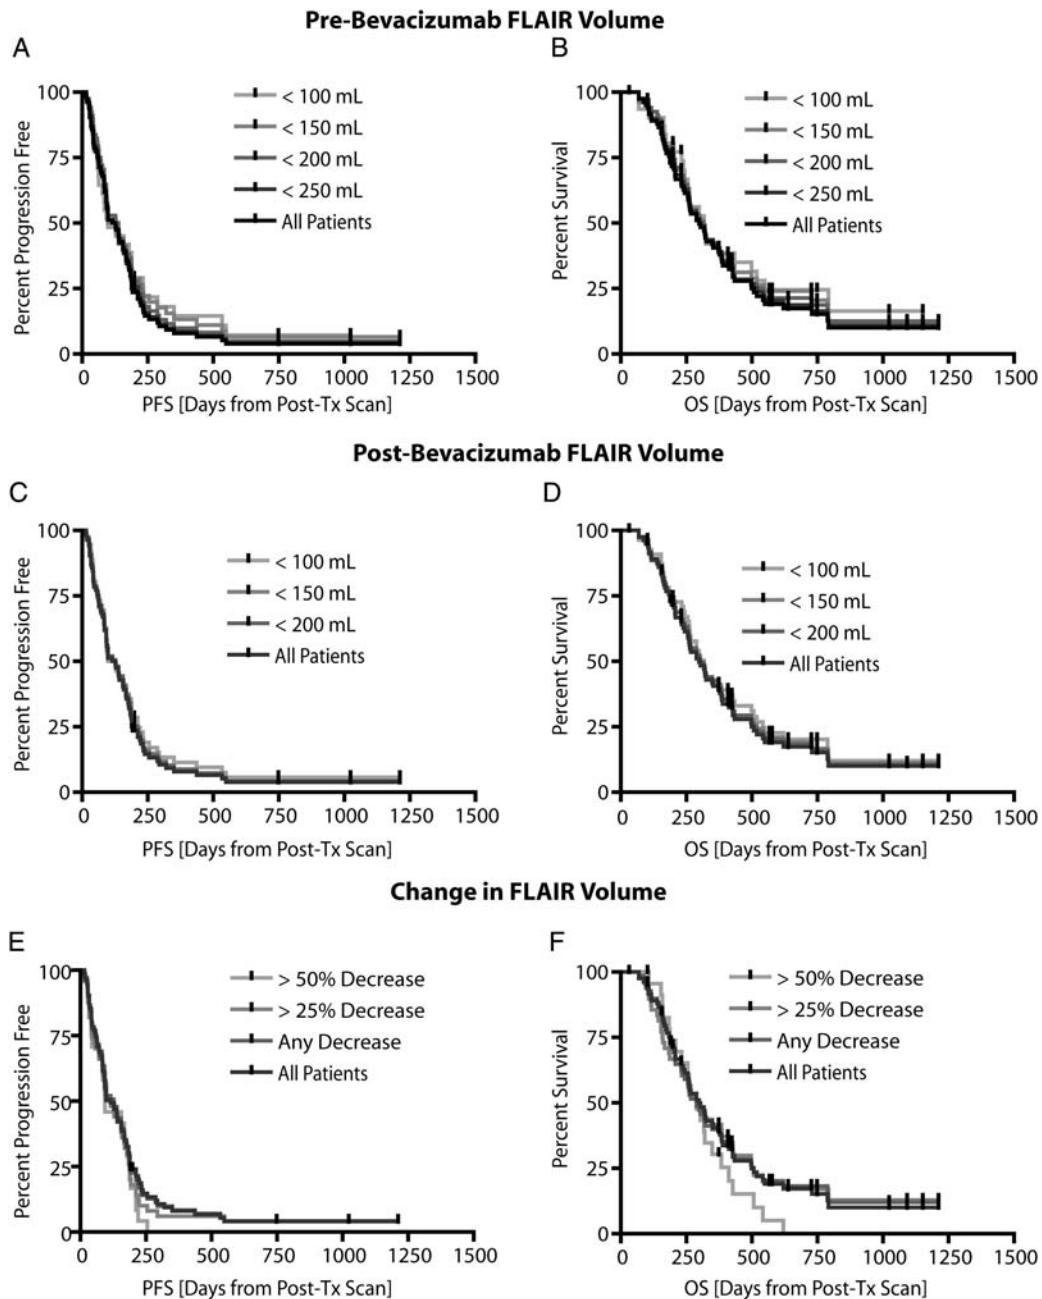 Pre-Bevacizumab FLAIR Volume
A
B
Percent Progression Free
100
75
50
25
0
< 100 mL
< 150 mL
< 200 mL
< 250 mL
All Patients
0 250 500 750 1000 1250 1500
PFS [Days from Post-Tx Scan]
Percent Survival
100
75
50
25
0
< 100 mL
< 150 mL
< 200 mL
< 250 mL
All Patients
0 250 500 750 1000 1250 1500
OS [Days from Post-Tx Scan]
Post-Bevacizumab FLAIR Volume
C
D
Percent Progression Free
100
75
50
25
0
< 100 mL
< 150 mL
< 200 mL
All Patients
0 250 500 750 1000 1250 1500
PFS [Days from Post-Tx Scan]
Percent Survival
100
75
50
25
0
< 100 mL
< 150 mL
< 200 mL
All Patients
0 250 500 750 1000 1250 1500
OS [Days from Post-Tx Scan]
Change in FLAIR Volume
E
F
Percent Progression Free
100
75
50
25
0
> 50% Decrease
> 25% Decrease
Any Decrease
All Patients
0 250 500 750 1000 1250 1500
PFS [Days from Post-Tx Scan]
Percent Survival
100
75
50
25
0
> 50% Decrease
> 25% Decrease
Any Decrease
All Patients
0 250 500 750 1000 1250 1500
OS [Days from Post-Tx Scan]